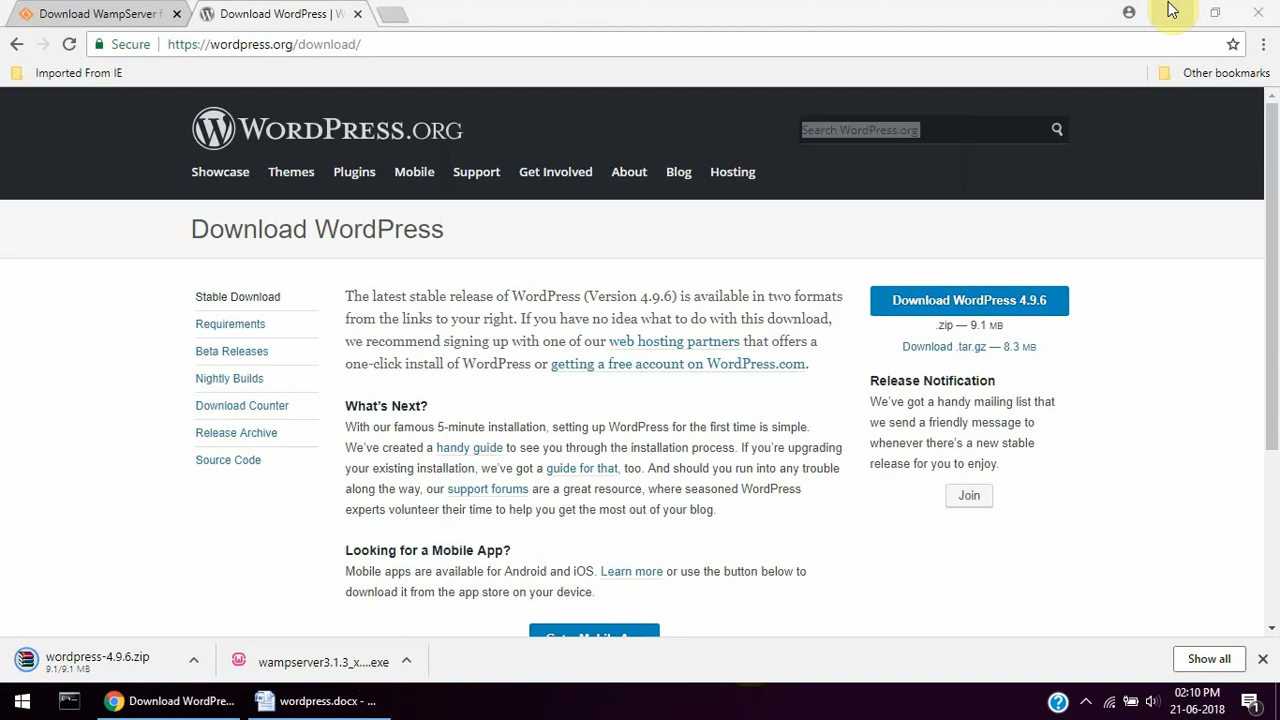 Download WampServer f
Download WordPress | W
Secure
https://wordpress.org/download/
Imported From IE
Other bookmarks
WORDPRESS.ORG
Search WordPress.org
Showcase Themes Plugins Mobile Support Get Involved About Blog Hosting
Download WordPress
Stable Download
Requirements
Beta Releases
Nightly Builds
Download Counter
Release Archive
Source Code
The latest stable release of WordPress (Version 4.9.6) is available in two formats
from the links to your right. If you have no idea what to do with this download,
we recommend signing up with one of our web hosting partners that offers a
one-click install of WordPress or getting a free account on WordPress.com.
What's Next?
With our famous 5-minute installation, setting up WordPress for the first time is simple.
We've created a handy guide to see you through the installation process. If you're upgrading
your existing installation, we've got a guide for that, too. And should you run into any trouble
along the way, our support forums are a great resource, where seasoned WordPress
experts volunteer their time to help you get the most out of your blog.
Looking for a Mobile App?
Mobile apps are available for Android and iOS. Learn more or use the button below to
download it from the app store on your device.
Download WordPress 4.9.6
.zip — 9.1 MB
Download .tar.gz — 8.3 MB
Release Notification
We've got a handy mailing list that
we send a friendly message to
whenever there's a new stable
release for you to enjoy.
Join
wordpress-4.9.6.zip
9.1/9.1 MB
wampserver3.1.3_x....exe
Show all
Download WordPre...
wordpress.docx - ...
02:10 PM
21-06-2018
1